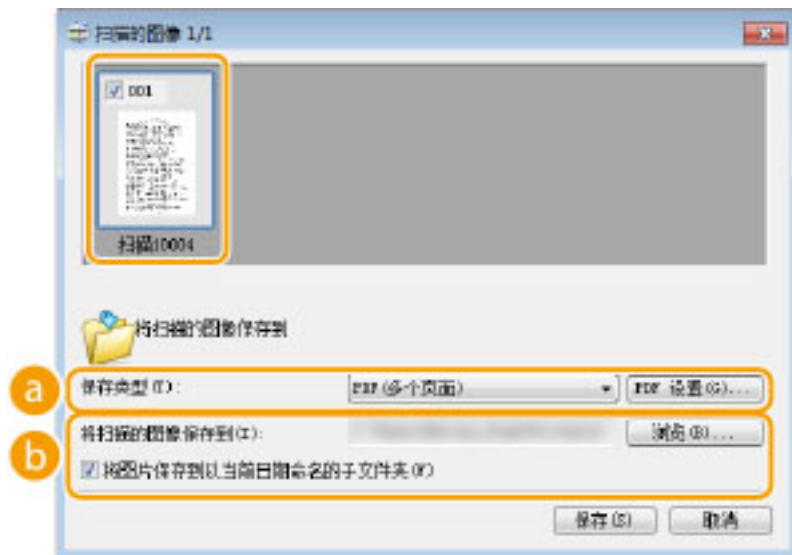 扫描的图像 1/1
001
扫描10004
将扫描的图像保存到
a
保存类型(T):
PDF(多个页面)
PDF 设置(G)...
b
将扫描的图像保存到(I):
浏览(B)...
将图片保存到以当前日期命名的子文件夹(F)
保存(S)
取消